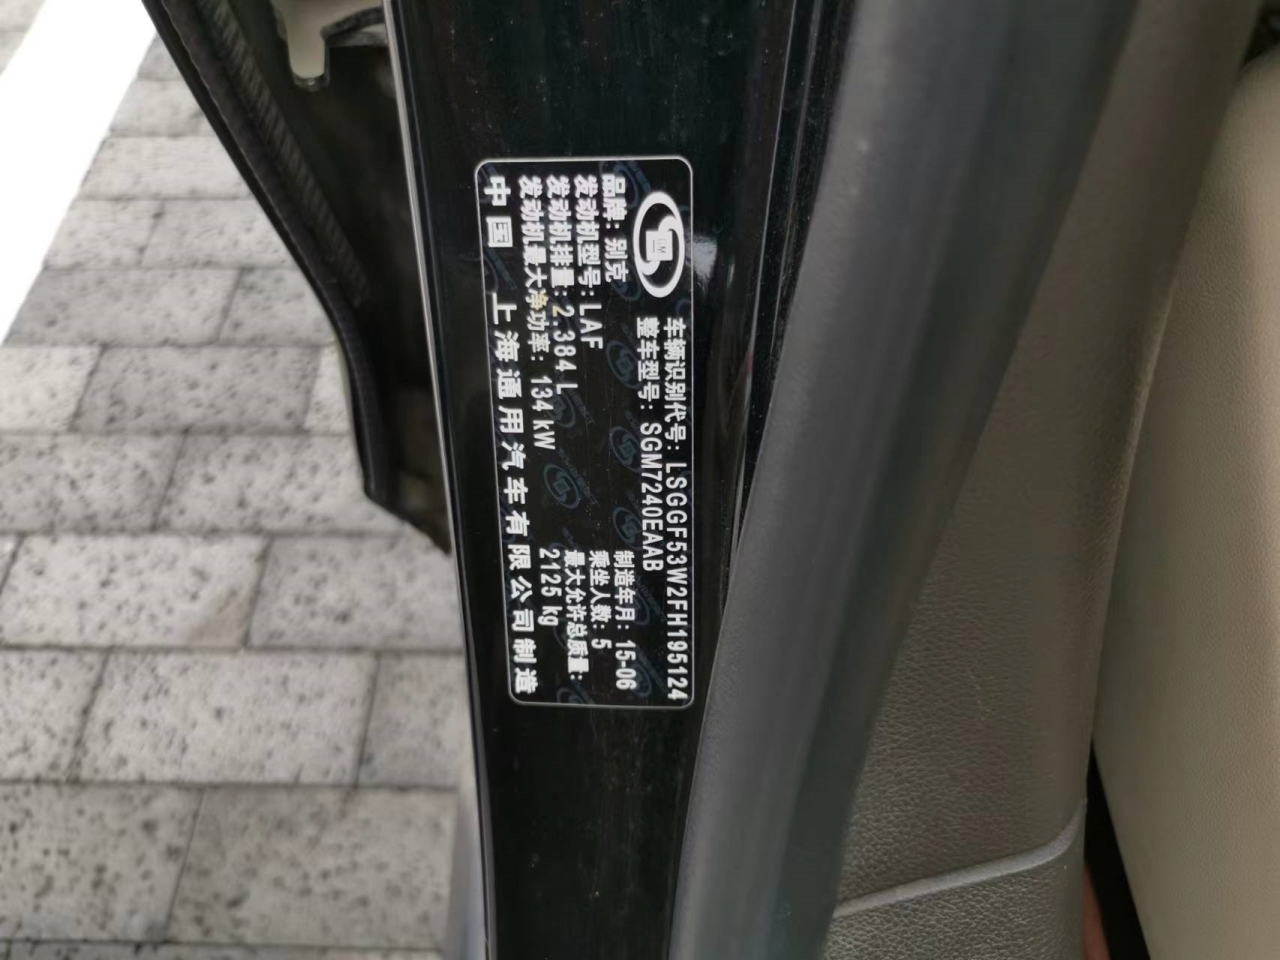 车辆识别代号: LSGGF53W2FH195124
整车型号: SGM7240EAAB
品牌: 别克
发动机型号: LAF
发动机排量: 2.384 L
发动机最大净功率: 134 kW
制造年月: 15-06
乘坐人数: 5
最大允许总质量:
2125 kg
中国 上海通用汽车有限公司制造